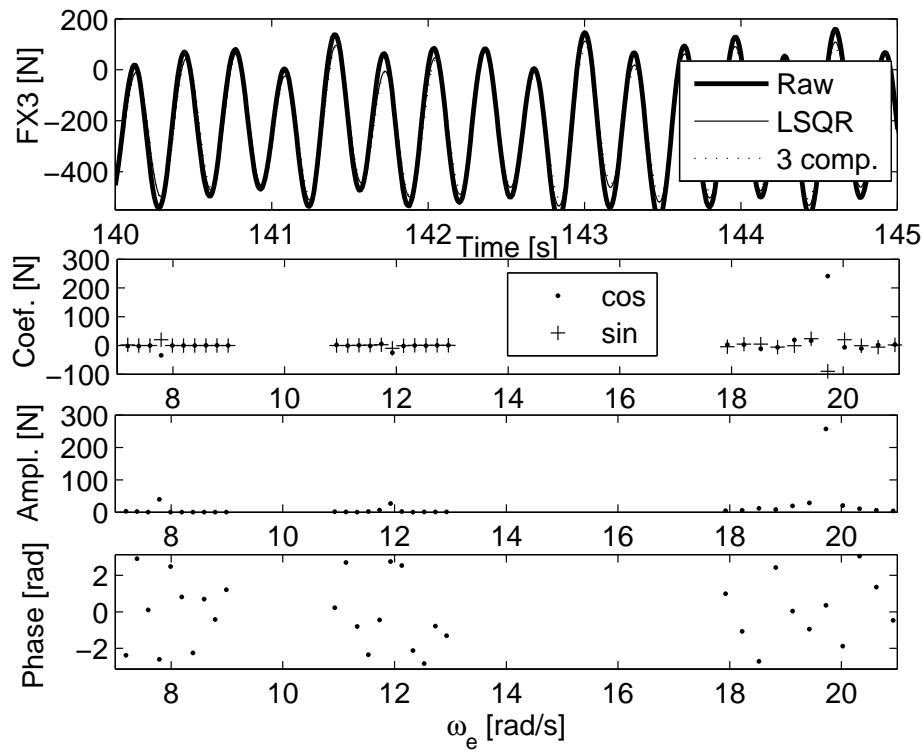 200
0
−200
−400
FX3 [N]
Raw
LSQR
3 comp.
140 141 142 143 144 145
Time [s]
300
200
100
0
−100
Coef. [N]
cos
sin
8 10 12 14 16 18 20
300
200
100
0
Ampl. [N]
8 10 12 14 16 18 20
2
0
−2
Phase [rad]
8 10 12 14 16 18 20
ωe [rad/s]